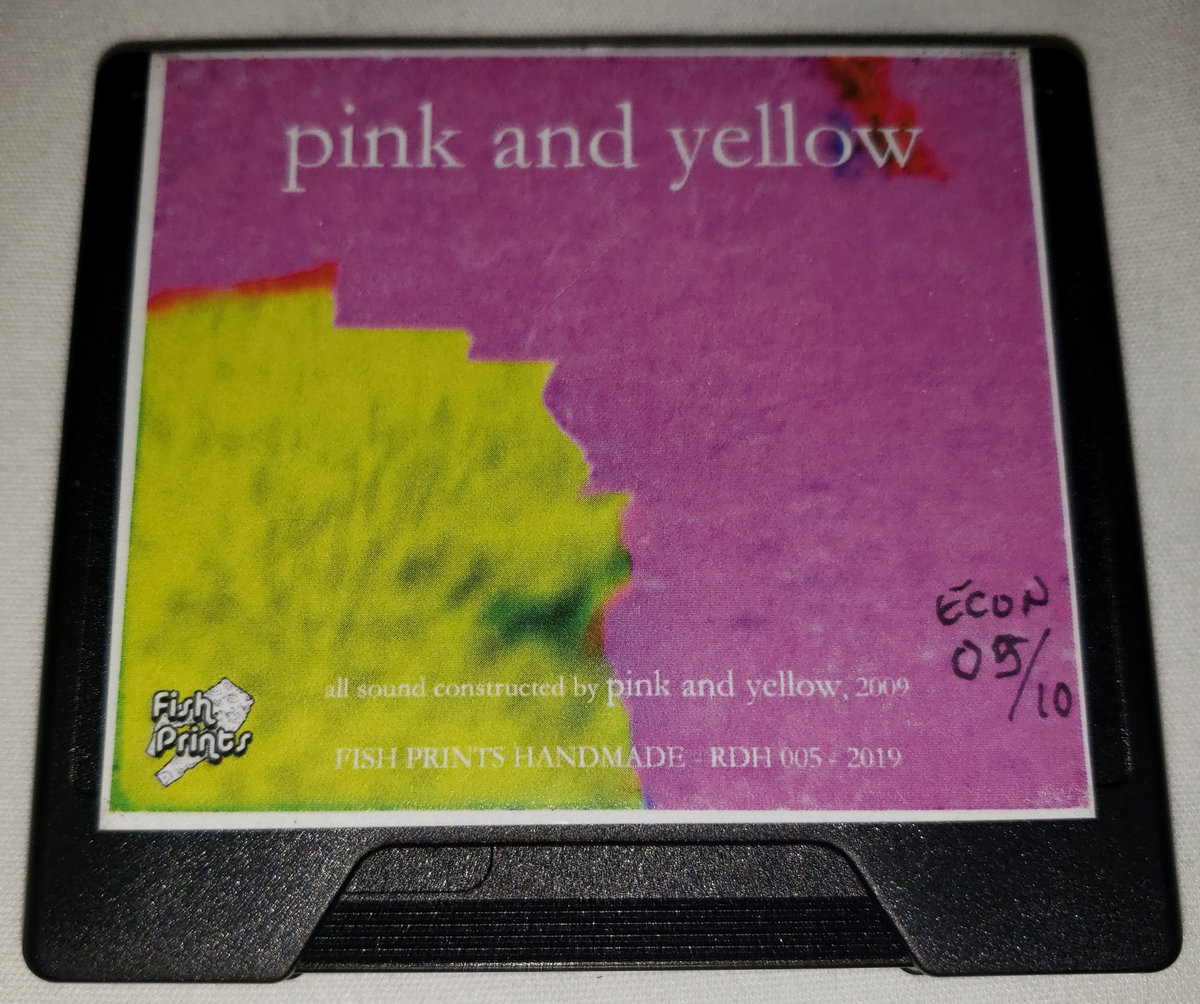 pink and yellow
ÉCON
09/10
all sound constructed by pink and yellow, 2009
Fish
Prints
FISH PRINTS HANDMADE - RDH 005 - 2019